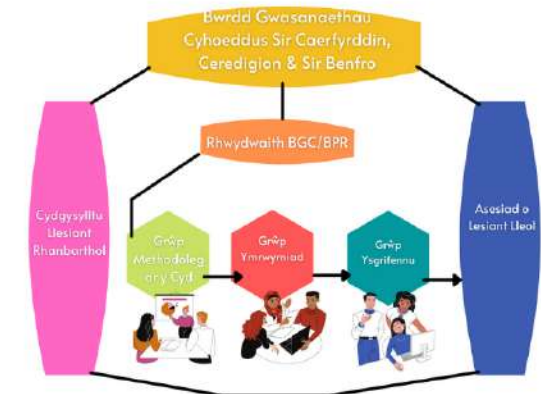 Bwrdd Gwasanaethau
Cyhoeddus Sir Caerfyrddin,
Ceredigion & Sir Benfro
Rhwydwaith BGC/BPR
Cydgysylltu
Llesiant
Rhanbarthol
Grŵp
Methodoleg
ar y Cyd
Grŵp
Ymrwymiad
Grŵp
Ysgrifennu
Asesiad o
Lesiant Lleol